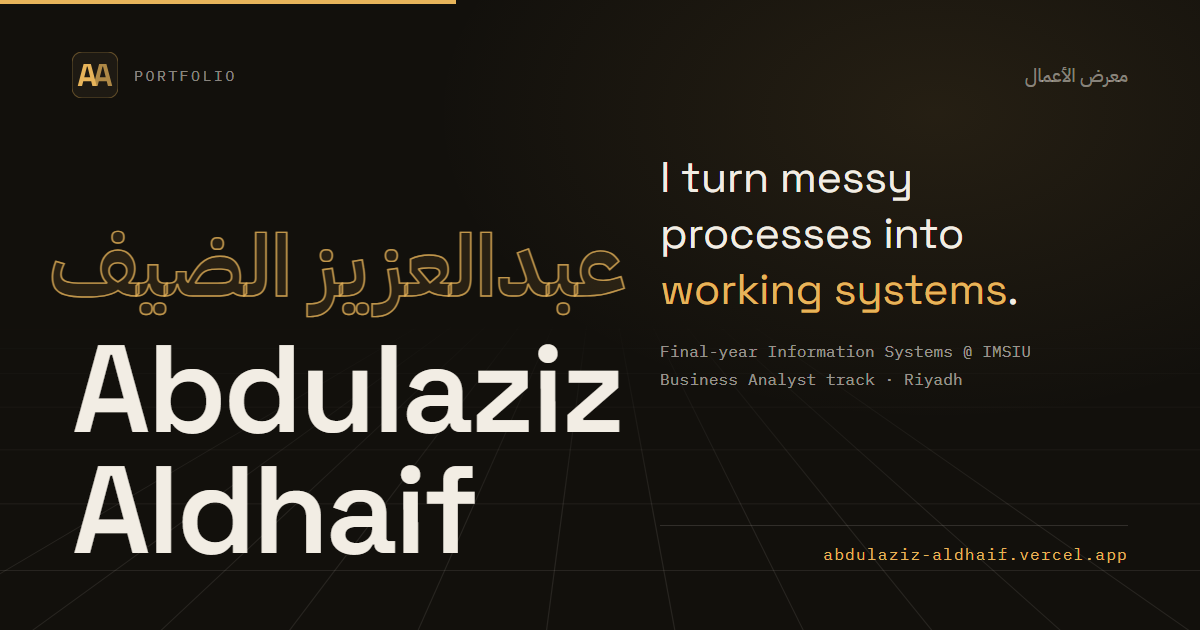 AA
PORTFOLIO
معرض الأعمال
عبدالعزيز الضيف
Abdulaziz
Aldhaif
I turn messy
processes into
working systems.
Final-year Information Systems @ IMSIU
Business Analyst track · Riyadh
abdulaziz-aldhaif.vercel.app